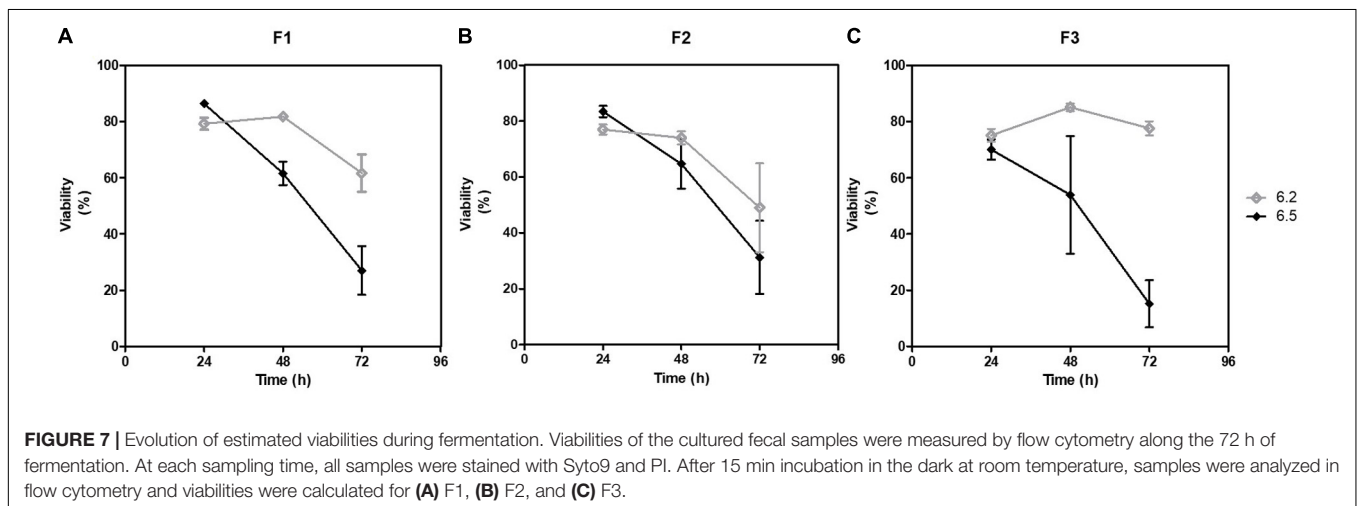 A
F1
Viability
(%)
100
80
60
40
20
0
0
24
48
72
96
Time (h)
B
F2
Viability
(%)
100
80
60
40
20
0
0
24
48
72
96
Time (h)
C
F3
Viability
(%)
100
80
60
40
20
0
0
24
48
72
96
Time (h)
6.2
6.5
FIGURE 7 | Evolution of estimated viabilities during fermentation. Viabilities of the cultured fecal samples were measured by flow cytometry along the 72 h of
fermentation. At each sampling time, all samples were stained with Syto9 and PI. After 15 min incubation in the dark at room temperature, samples were analyzed in
flow cytometry and viabilities were calculated for (A) F1, (B) F2, and (C) F3.